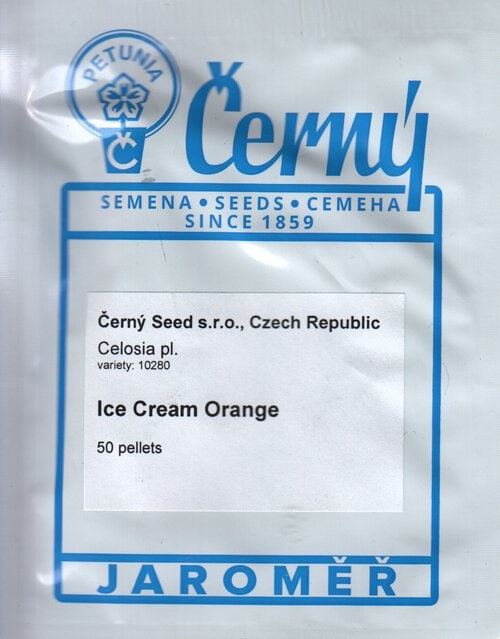 PETUNIA
Č
Černý
SEMENA • SEEDS • СЕМЕНА
SINCE 1859
Černý Seed s.r.o., Czech Republic
Celosia pl.
variety: 10280
Ice Cream Orange
50 pellets
JAROMĚŘ